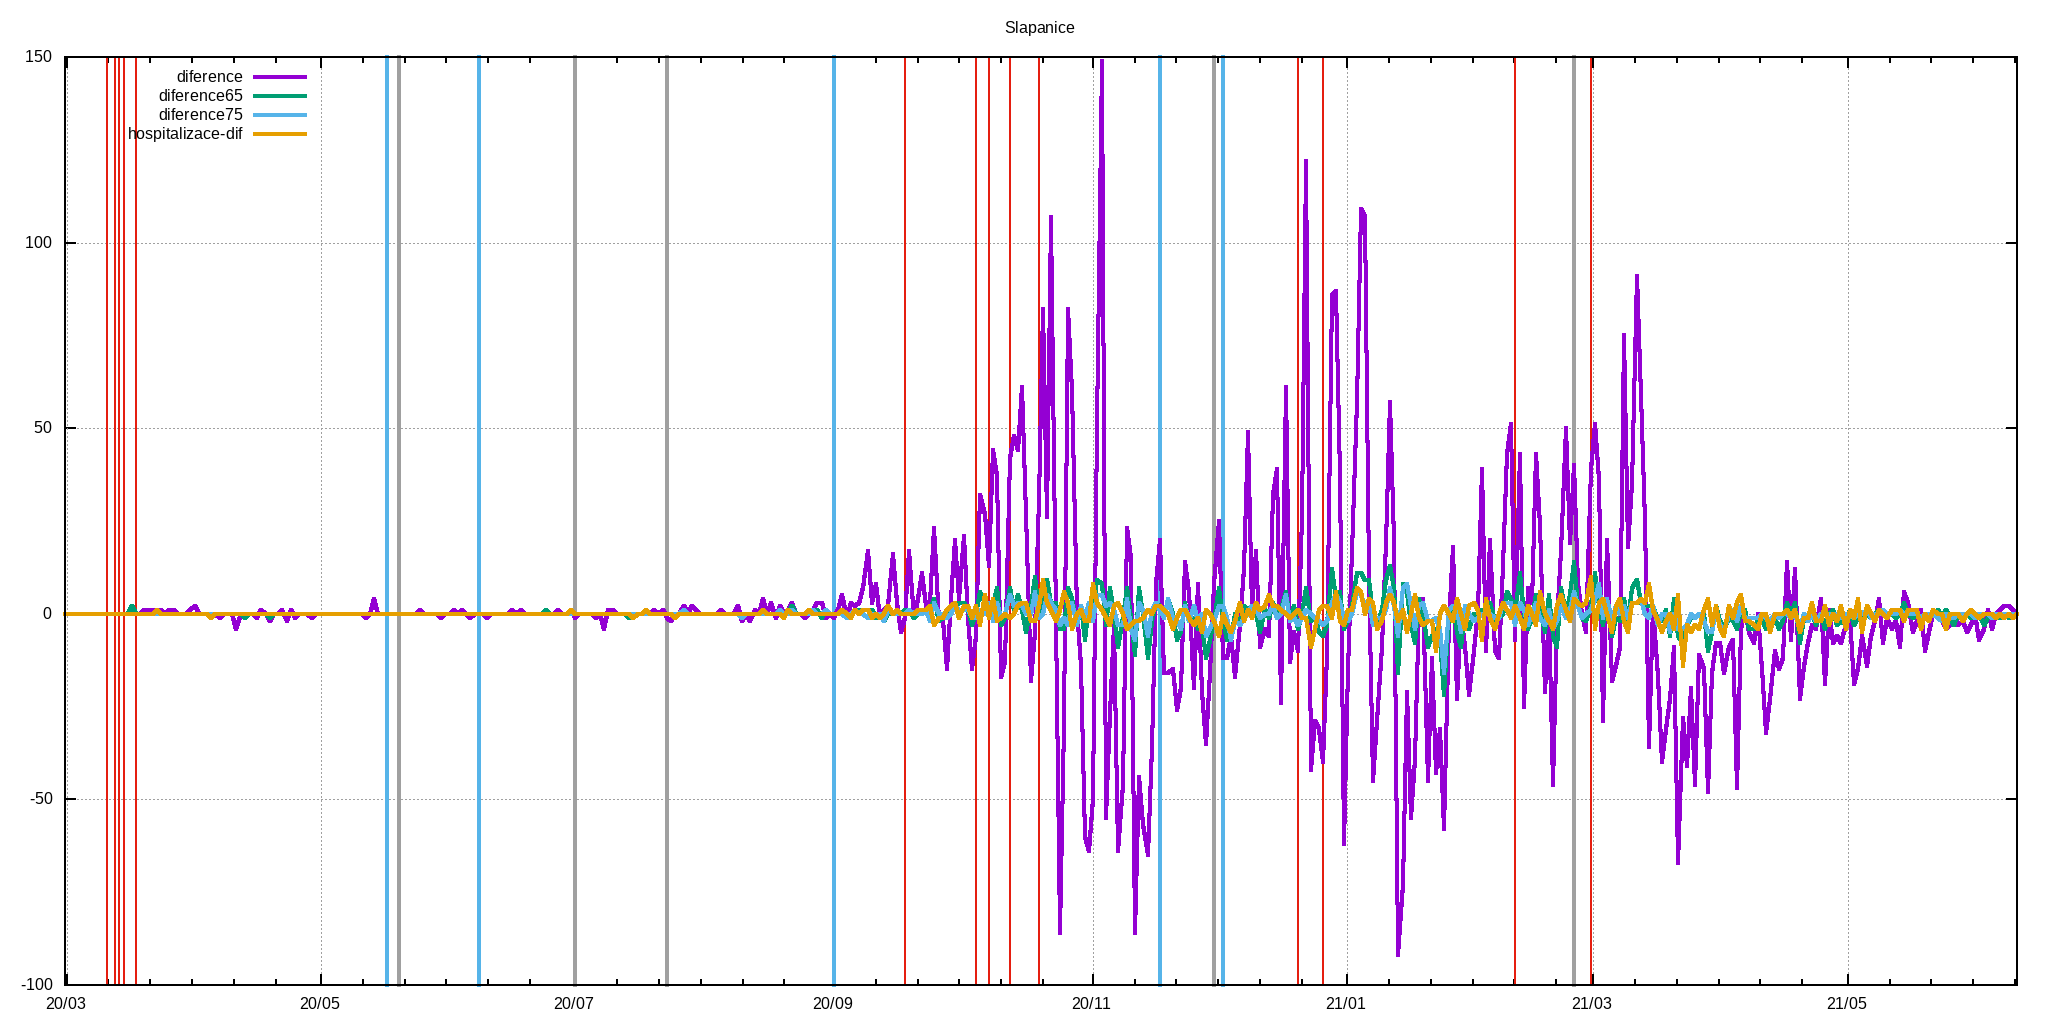 Slapanice
150
100
50
0
-50
-100
diference
diference65
diference75
hospitalizace-dif
20/03 20/05 20/07 20/09 20/11 21/01 21/03 21/05